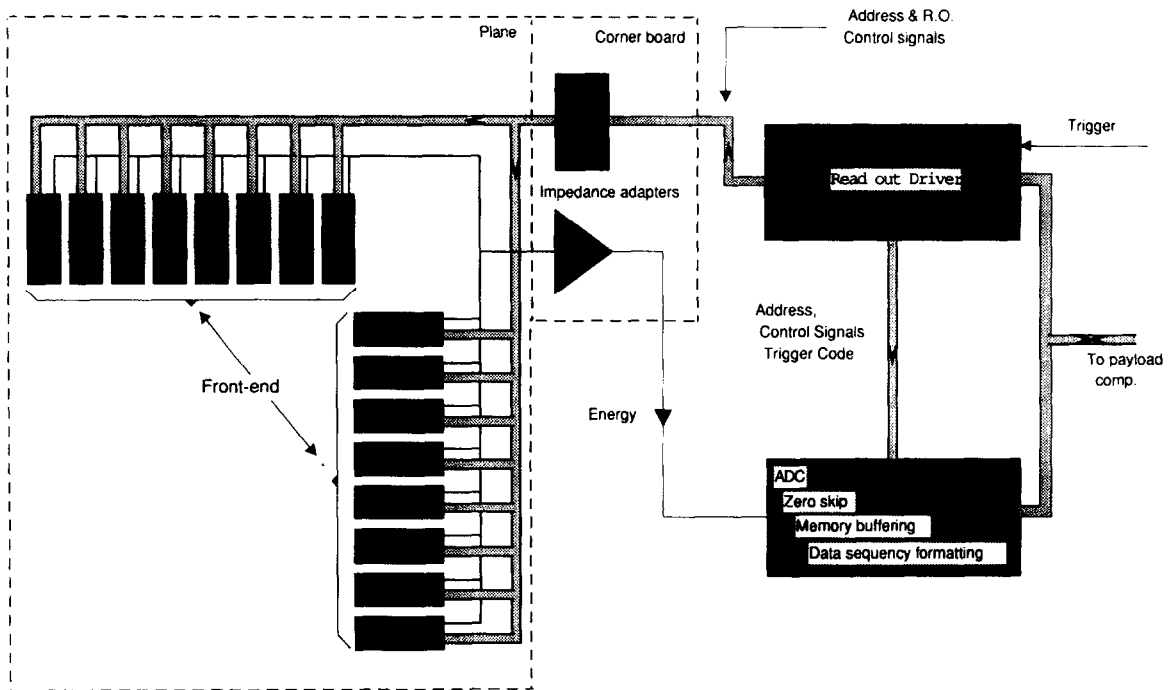 Plane
Corner board
Address & R.O.
Control signals
Trigger
Read out Driver
Impedance adapters
Address,
Control Signals
Trigger Code
To payload
comp.
Front-end
Energy
ADC
Zero skip
Memory buffering
Data sequency formatting